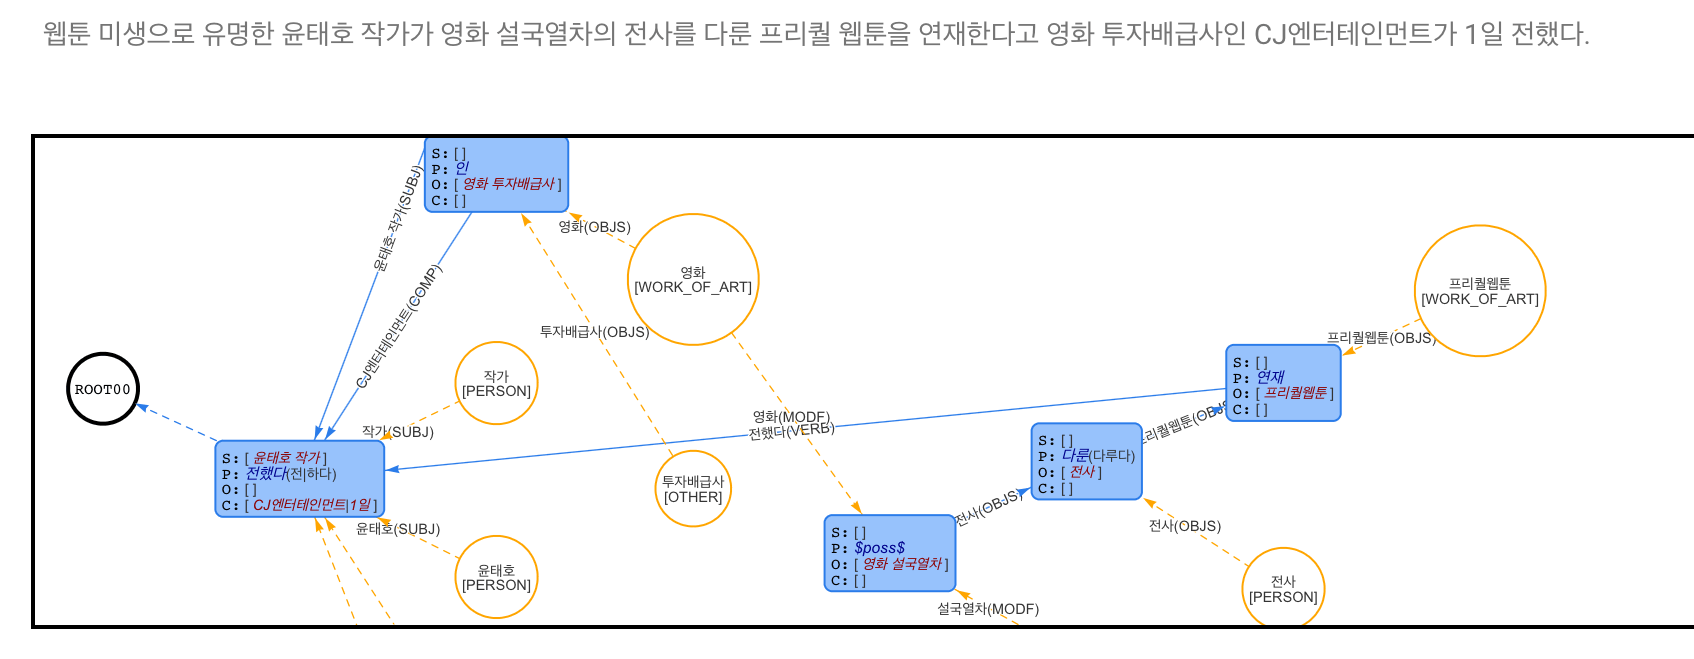 웹툰 미생으로 유명한 윤태호 작가가 영화 설국열차의 전사를 다룬 프리퀄 웹툰을 연재한다고 영화 투자배급사인 CJ엔터테인먼트가 1일 전했다.
S: [ ]
P: 인
O: [ 영화 투자배급사 ]
C: [ ]
윤태호 작가(SUBJ)
CJ엔터테인먼트(COMP)
영화(OBJS)
영화
[WORK_OF_ART]
프리퀄웹툰
[WORK_OF_ART]
투자배급사(OBJS)
프리퀄웹툰(OBJS)
ROOT00
작가
[PERSON]
S: [ ]
P: 연재
O: [ 프리퀄웹툰 ]
C: [ ]
작가(SUBJ)
영화(MODF)
전했다(VERB)
프리퀄웹툰(OBJS
S: [ 윤태호 작가 ]
P: 전했다(전|하다)
O: [ ]
C: [ CJ엔터테인먼트|1일 ]
S: [ ]
P: 다룬(다루다)
O: [ 전사 ]
C: [ ]
투자배급사
[OTHER]
전사(OBJS)
윤태호(SUBJ)
전사(OBJS)
S: [ ]
P: $poss$
O: [ 영화 설국열차 ]
C: [ ]
윤태호
[PERSON]
전사
[PERSON]
설국열차(MODF)